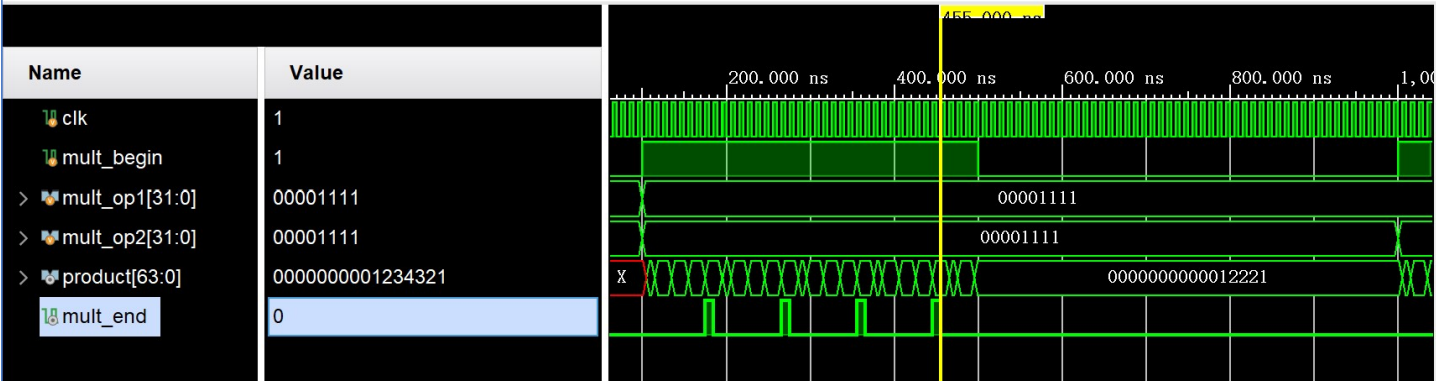 455.000 ns
Name Value
200.000 ns 400.000 ns 600.000 ns 800.000 ns 1,00
clk 1
mult_begin 1
mult_op1[31:0] 00001111 00001111
mult_op2[31:0] 00001111 00001111
product[63:0] 0000000001234321 X 0000000000012221
mult_end 0